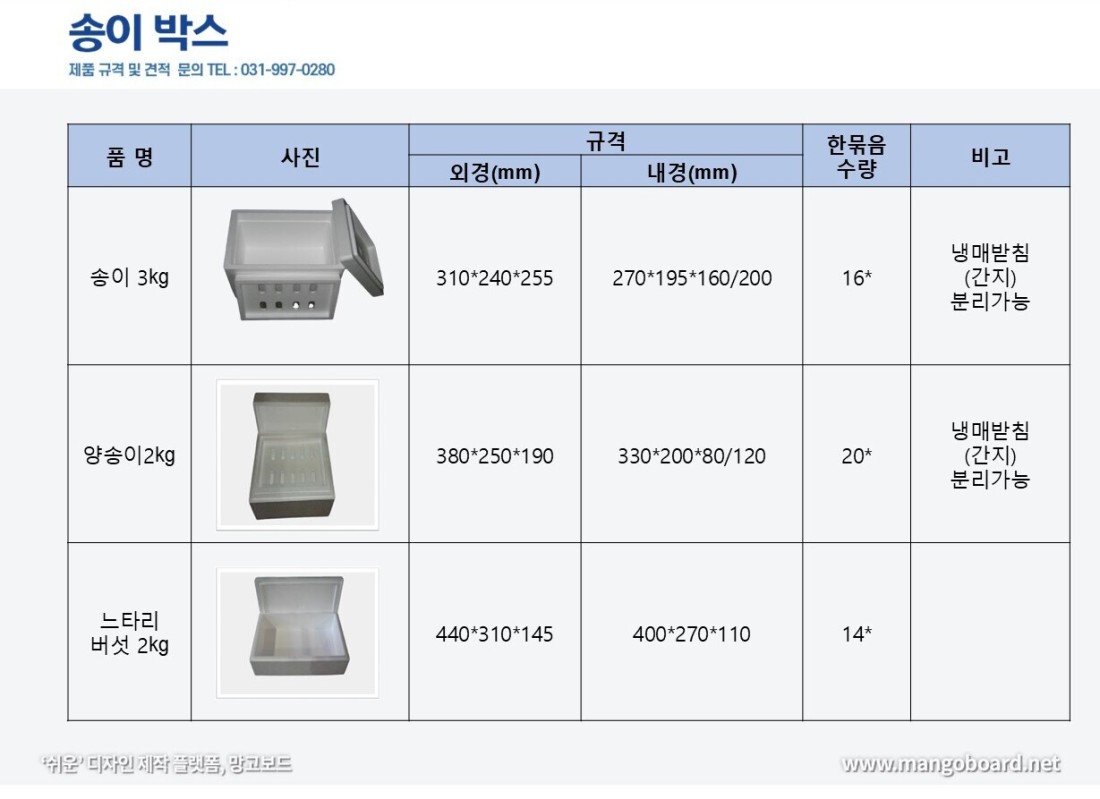 송이 박스
제품 규격 및 견적  문의 TEL : 031-997-0280
품 명
사진
규격
외경(mm)
내경(mm)
한묶음
수량
비고
송이 3kg
310*240*255
270*195*160/200
16*
냉매받침
(간지)
분리가능
양송이2kg
380*250*190
330*200*80/120
20*
냉매받침
(간지)
분리가능
느타리
버섯 2kg
440*310*145
400*270*110
14*
'쉬운' 디자인 제작 플랫폼, 망고보드
www.mangoboard.net